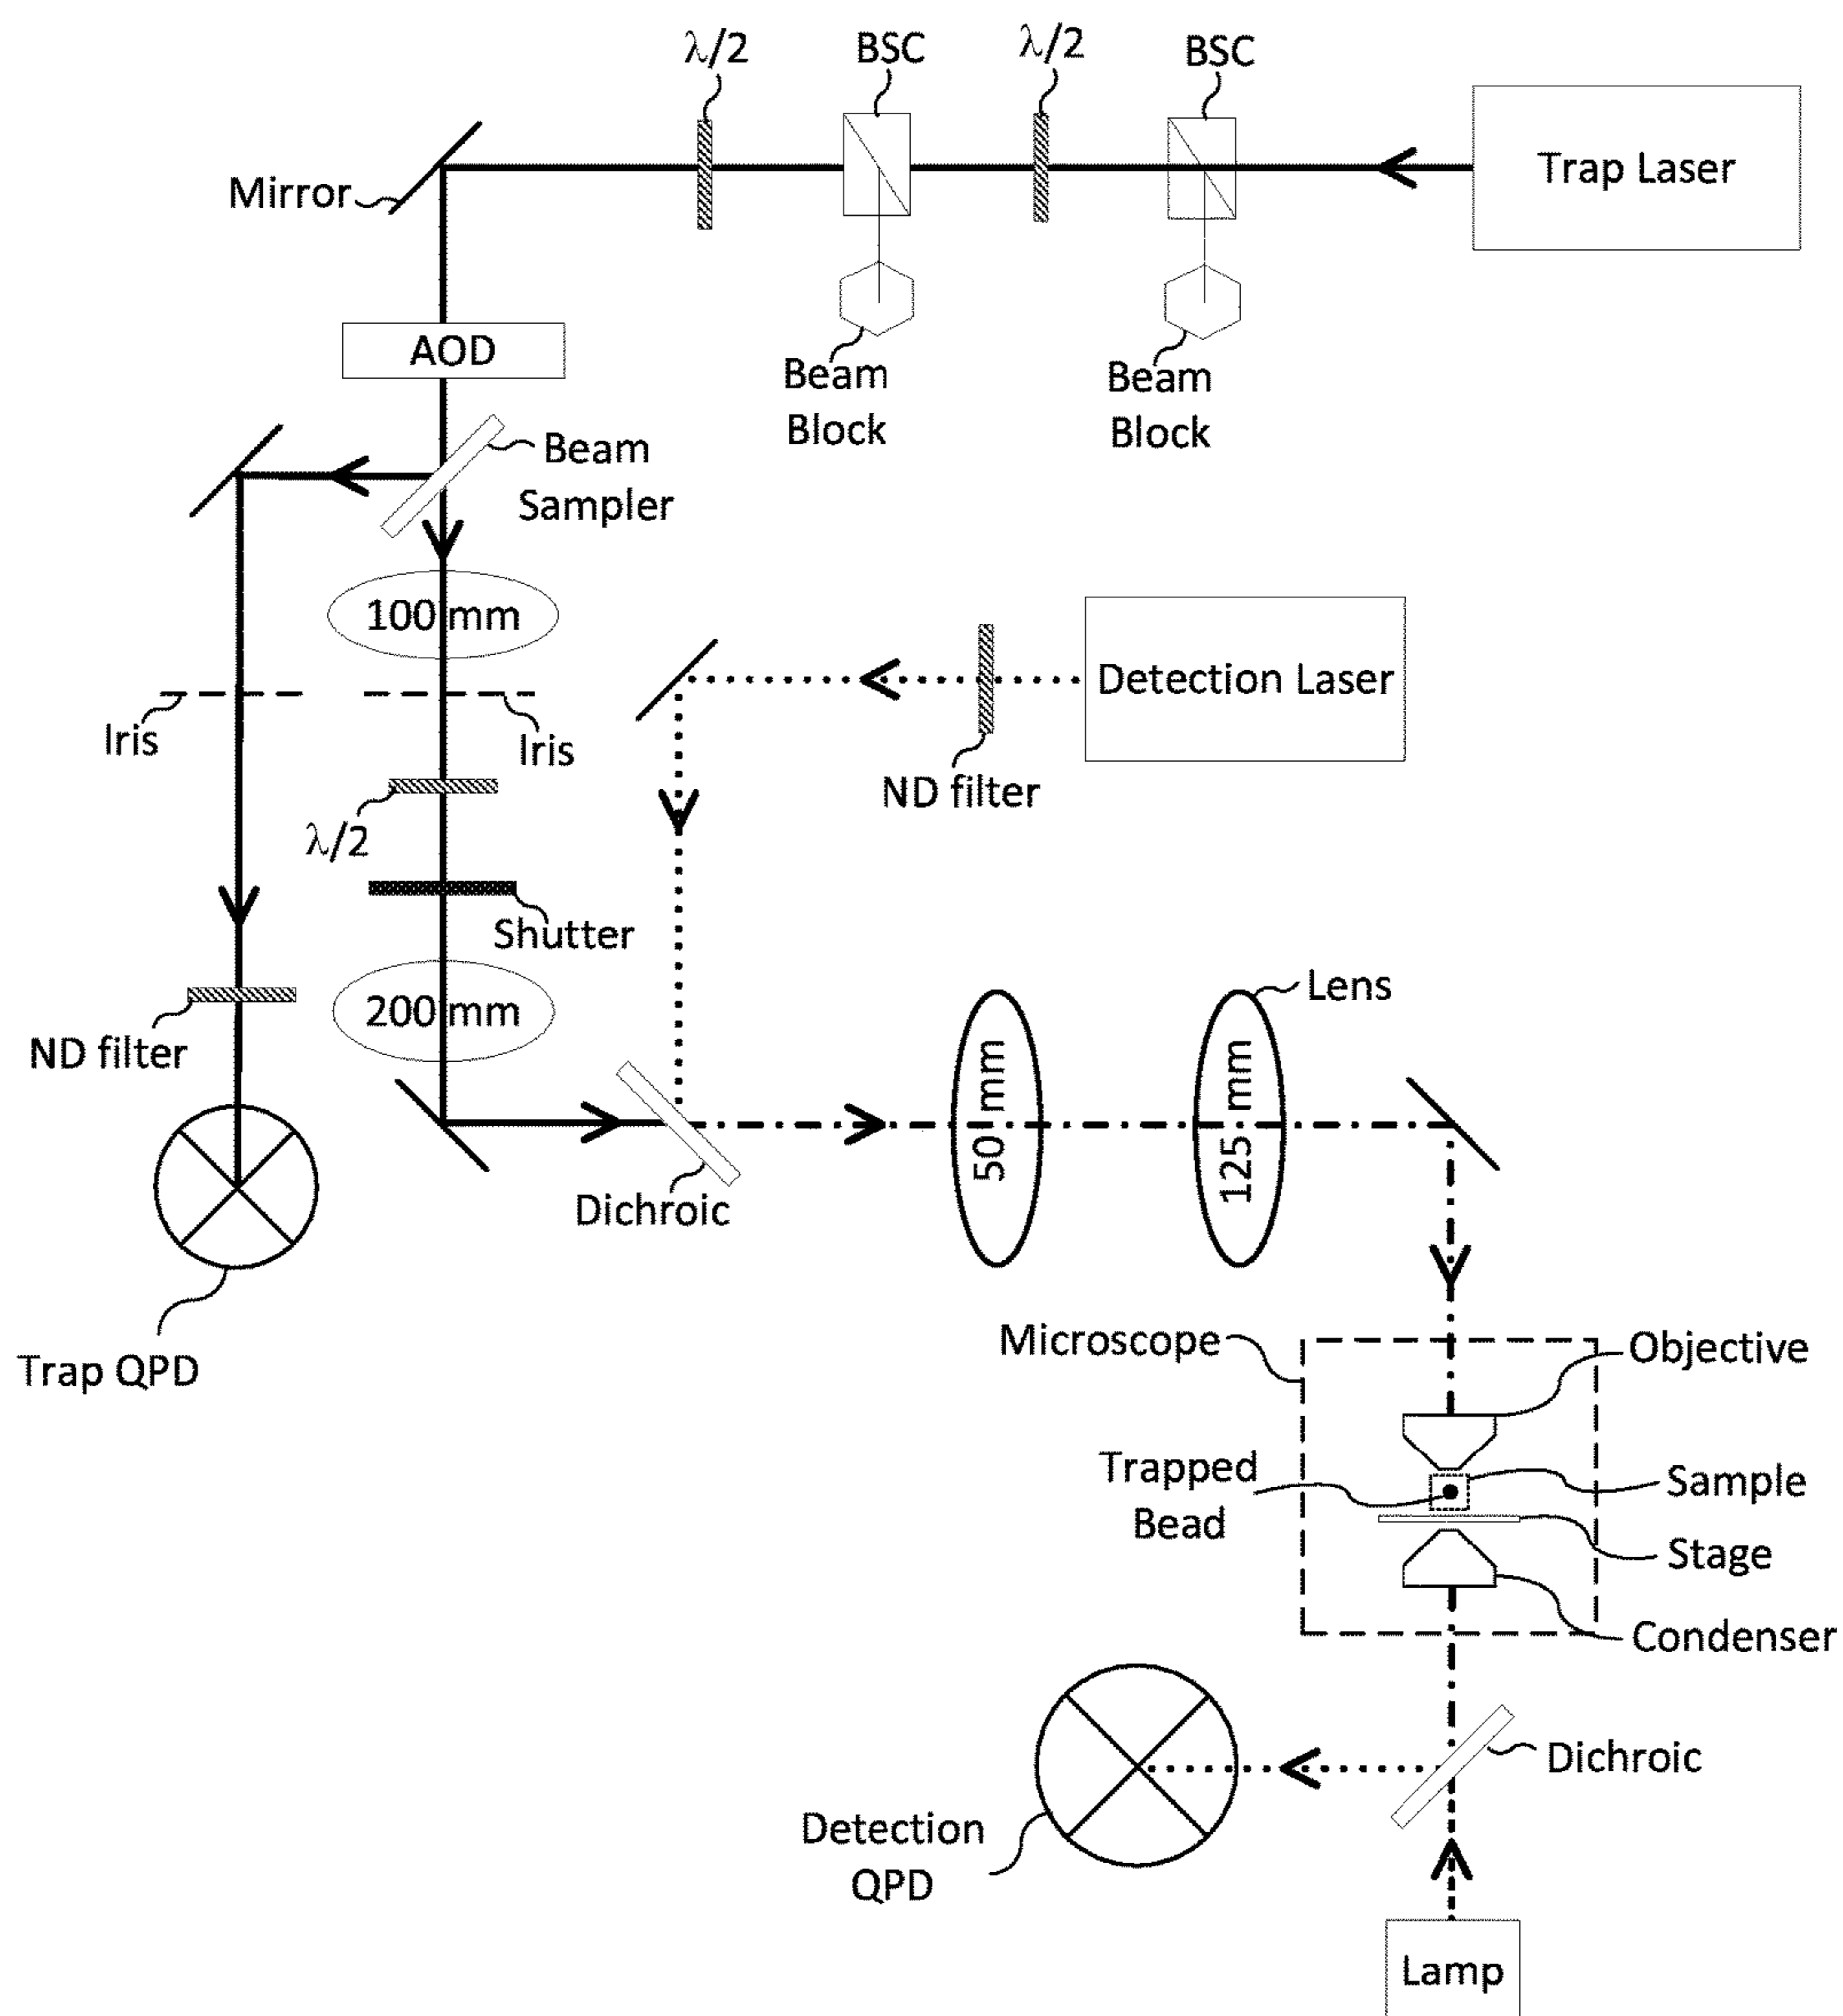 λ/2
BSC
λ/2
BSC
Trap Laser
Mirror
AOD
Beam
Block
Beam
Block
Beam
Sampler
100 mm
Detection Laser
Iris
Iris
ND filter
λ/2
Shutter
200 mm
ND filter
Lens
50 mm
125 mm
Dichroic
Trap QPD
Microscope
Objective
Trapped
Bead
Sample
Stage
Condenser
Dichroic
Detection
QPD
Lamp